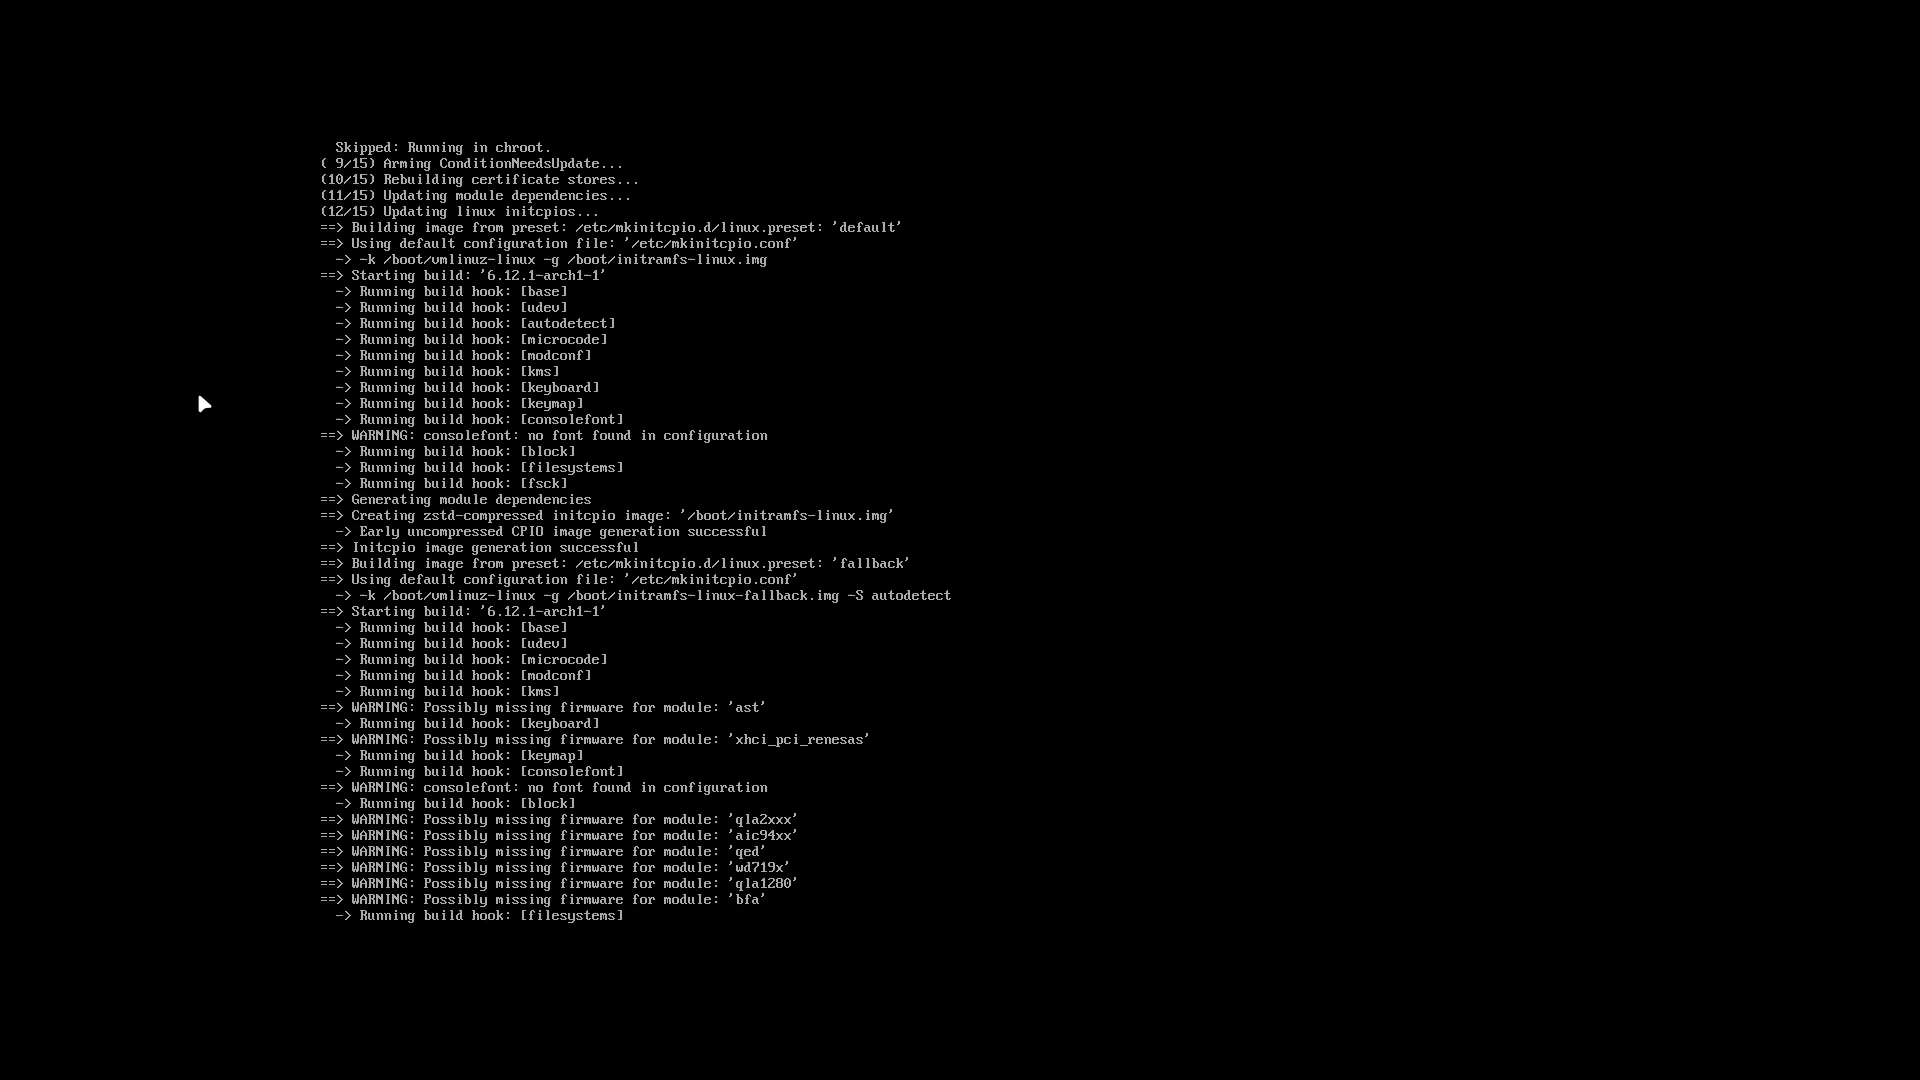 Skipped: Running in chroot.
( 9/15) Arming ConditionNeedsUpdate...
(10/15) Rebuilding certificate stores...
(11/15) Updating module dependencies...
(12/15) Updating linux initcpios...
==> Building image from preset: /etc/mkinitcpio.d/linux.preset: 'default'
==> Using default configuration file: '/etc/mkinitcpio.conf'
-> -k /boot/vmlinuz-linux -g /boot/initramfs-linux.img
==> Starting build: '6.12.1-arch1-1'
-> Running build hook: [base]
-> Running build hook: [udev]
-> Running build hook: [autodetect]
-> Running build hook: [microcode]
-> Running build hook: [modconf]
-> Running build hook: [kms]
-> Running build hook: [keyboard]
-> Running build hook: [keymap]
-> Running build hook: [consolefont]
==> WARNING: consolefont: no font found in configuration
-> Running build hook: [block]
-> Running build hook: [filesystems]
-> Running build hook: [fsck]
==> Generating module dependencies
==> Creating zstd-compressed initcpio image: '/boot/initramfs-linux.img'
-> Early uncompressed CPIO image generation successful
==> Initcpio image generation successful
==> Building image from preset: /etc/mkinitcpio.d/linux.preset: 'fallback'
==> Using default configuration file: '/etc/mkinitcpio.conf'
-> -k /boot/vmlinuz-linux -g /boot/initramfs-linux-fallback.img -S autodetect
==> Starting build: '6.12.1-arch1-1'
-> Running build hook: [base]
-> Running build hook: [udev]
-> Running build hook: [microcode]
-> Running build hook: [modconf]
-> Running build hook: [kms]
==> WARNING: Possibly missing firmware for module: 'ast'
-> Running build hook: [keyboard]
==> WARNING: Possibly missing firmware for module: 'xhci_pci_renesas'
-> Running build hook: [keymap]
-> Running build hook: [consolefont]
==> WARNING: consolefont: no font found in configuration
-> Running build hook: [block]
==> WARNING: Possibly missing firmware for module: 'qla2xxx'
==> WARNING: Possibly missing firmware for module: 'aic94xx'
==> WARNING: Possibly missing firmware for module: 'qed'
==> WARNING: Possibly missing firmware for module: 'wd719x'
==> WARNING: Possibly missing firmware for module: 'qla1280'
==> WARNING: Possibly missing firmware for module: 'bfa'
-> Running build hook: [filesystems]